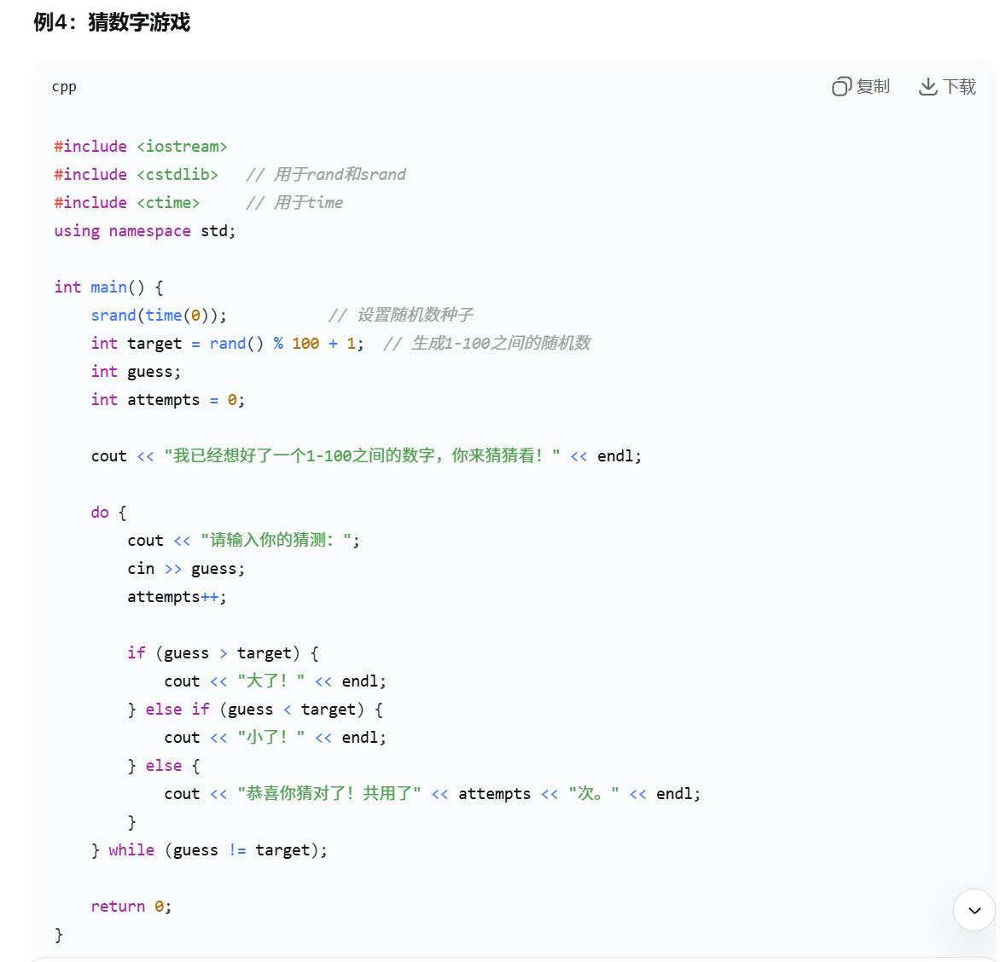 例4：猜数字游戏
cpp
复制 下载
#include <iostream>
#include <cstdlib>   // 用于rand和srand
#include <ctime>     // 用于time
using namespace std;

int main() {
    srand(time(0));           // 设置随机数种子
    int target = rand() % 100 + 1;  // 生成1-100之间的随机数
    int guess;
    int attempts = 0;

    cout << "我已经想好了一个1-100之间的数字，你来猜猜看！" << endl;

    do {
        cout << "请输入你的猜测：";
        cin >> guess;
        attempts++;

        if (guess > target) {
            cout << "大了！" << endl;
        } else if (guess < target) {
            cout << "小了！" << endl;
        } else {
            cout << "恭喜你猜对了！共用了" << attempts << "次。" << endl;
        }
    } while (guess != target);

    return 0;
}